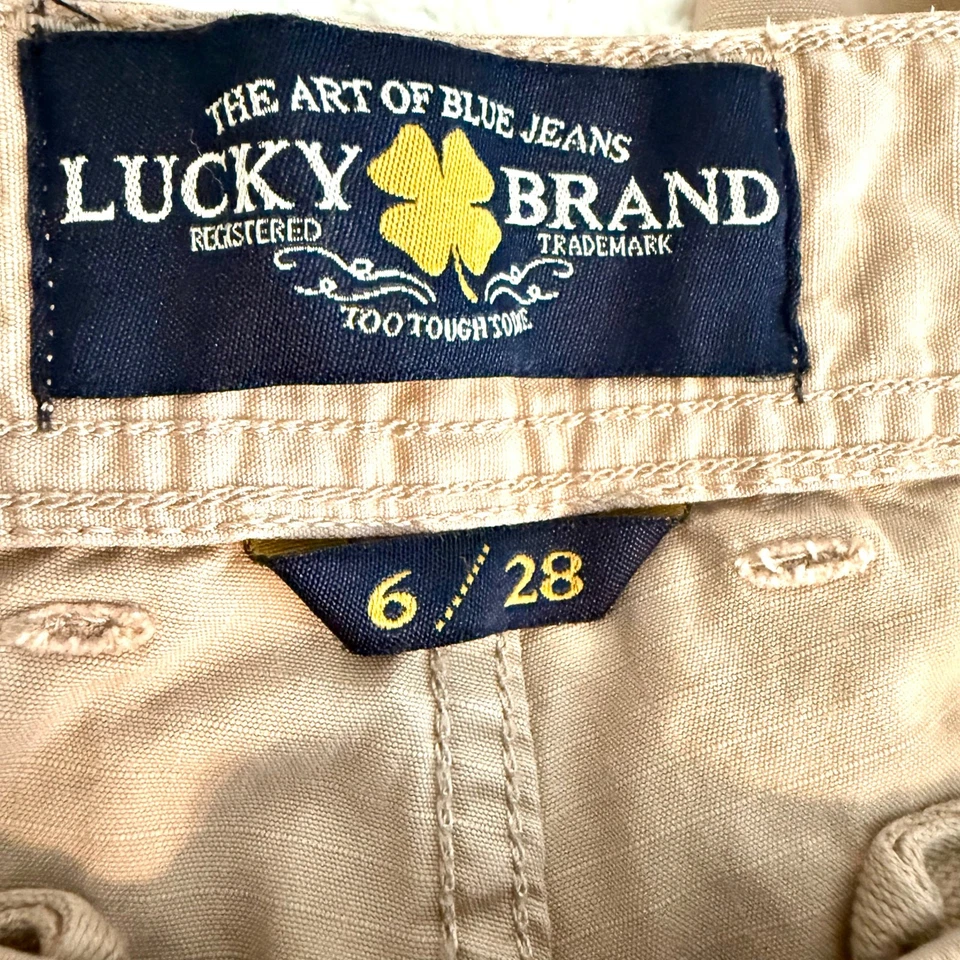 THE ART OF BLUE JEANS
LUCKY BRAND
REGISTERED TRADEMARK
TOO TOUGH TO DIE
6/28